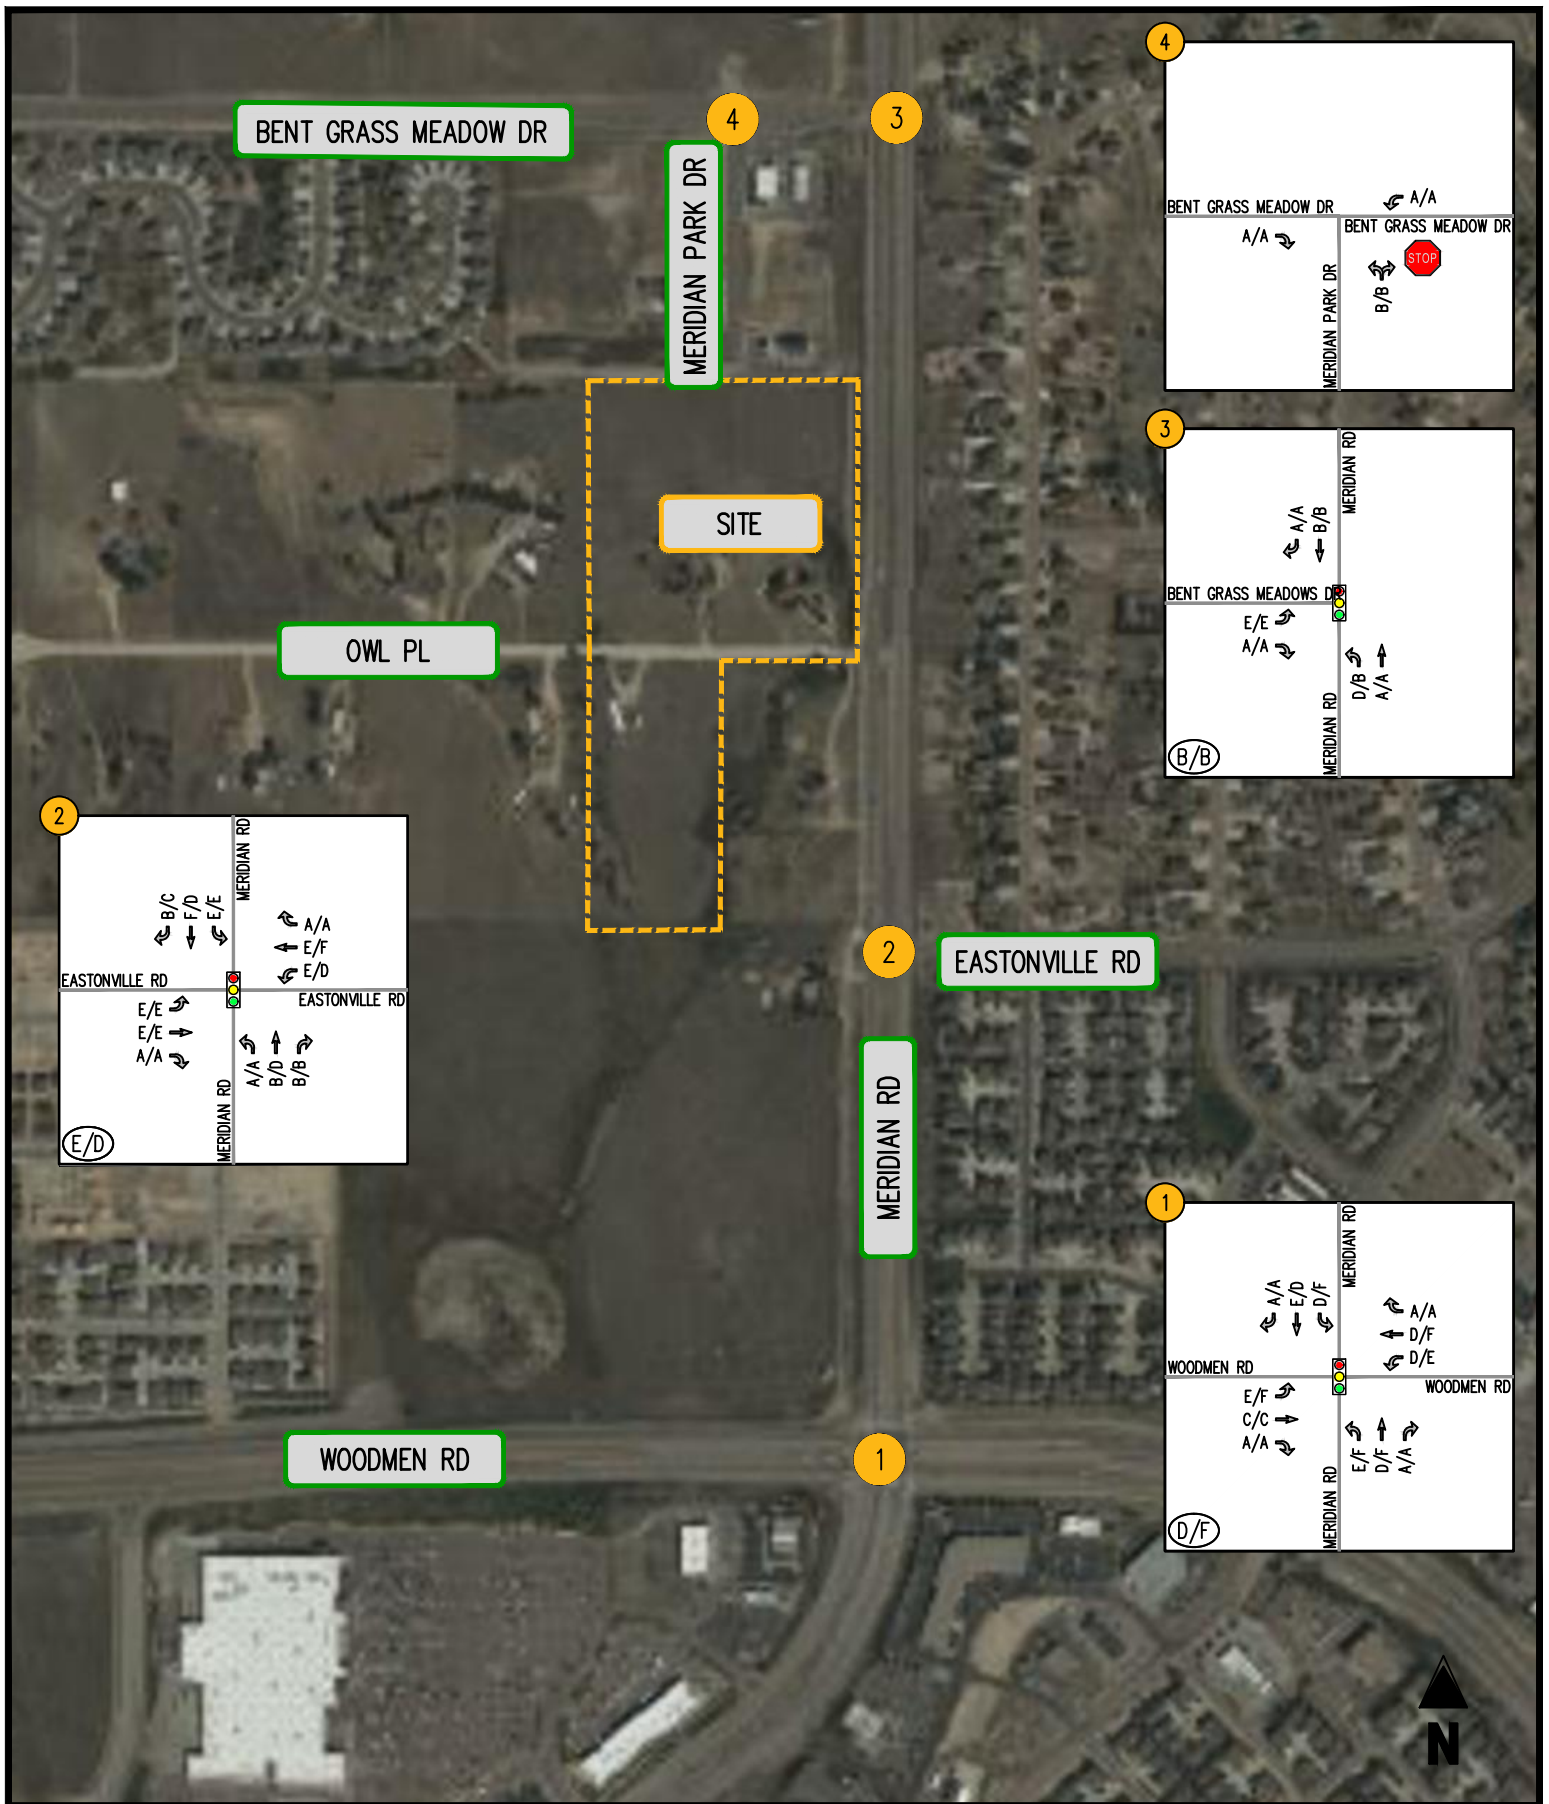 4
BENT GRASS MEADOW DR
4
3
MERIDIAN PARK DR
A/A
BENT GRASS MEADOW DR
BENT GRASS MEADOW DR
A/A
STOP
B/B
MERIDIAN PARK DR
3
MERIDIAN RD
A/A
B/B
BENT GRASS MEADOWS DR
E/E
A/A
D/B
A/A
MERIDIAN RD
B/B
SITE
OWL PL
2
MERIDIAN RD
B/C
F/D
E/E
A/A
E/F
E/D
EASTONVILLE RD
EASTONVILLE RD
E/E
E/E
A/A
A/A
B/D
B/B
MERIDIAN RD
E/D
2
EASTONVILLE RD
MERIDIAN RD
1
MERIDIAN RD
A/A
E/D
D/F
A/A
D/F
D/E
WOODMEN RD
WOODMEN RD
E/F
C/C
A/A
E/F
D/F
A/A
MERIDIAN RD
D/F
WOODMEN RD
1
N